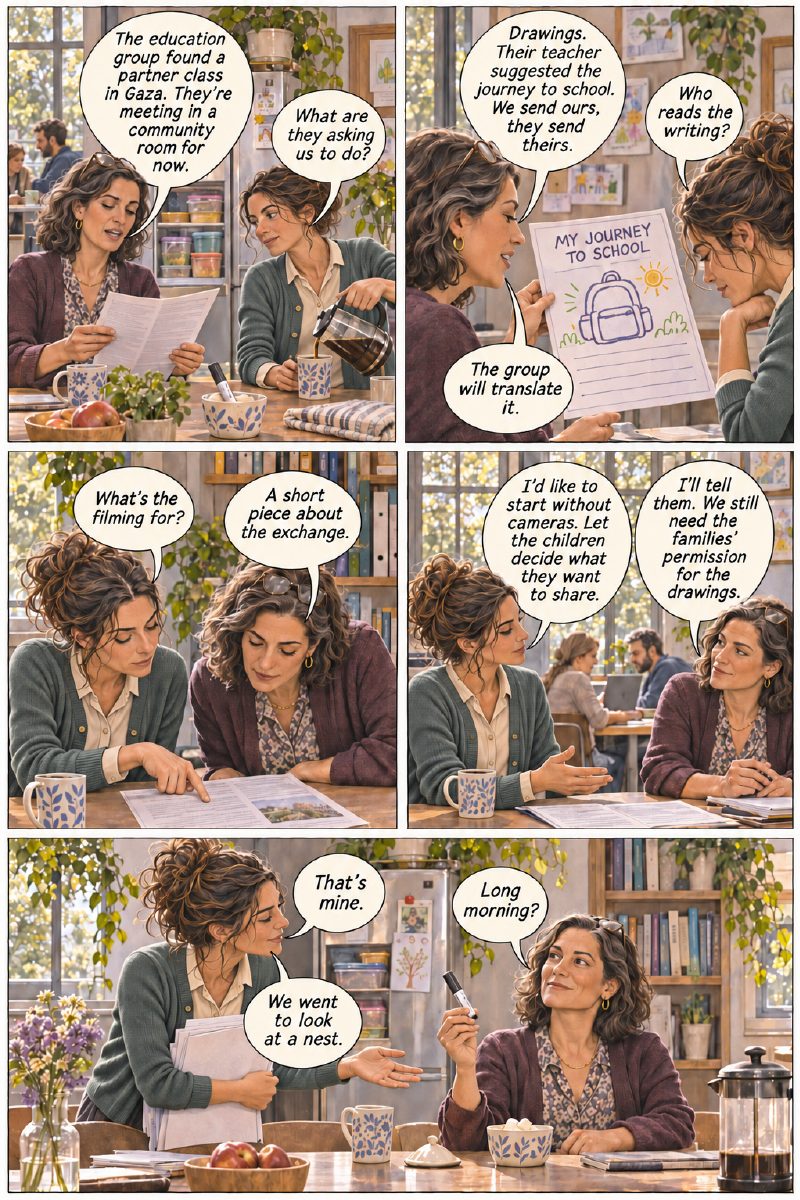 The education
group found a
partner class
in Gaza. They're
meeting in a
community
room for
now.
What are
they asking
us to do?
Drawings.
Their teacher
suggested the
journey to school.
We send ours,
they send
theirs.
Who
reads the
writing?
MY JOURNEY
TO SCHOOL
The group
will translate
it.
What's the
filming for?
A short
piece about
the exchange.
I'd like to
start without
cameras. Let
the children
decide what
they want
to share.
I'll tell
them. We still
need the
families'
permission
for the
drawings.
That's
mine.
We went
to look
at a nest.
Long
morning?